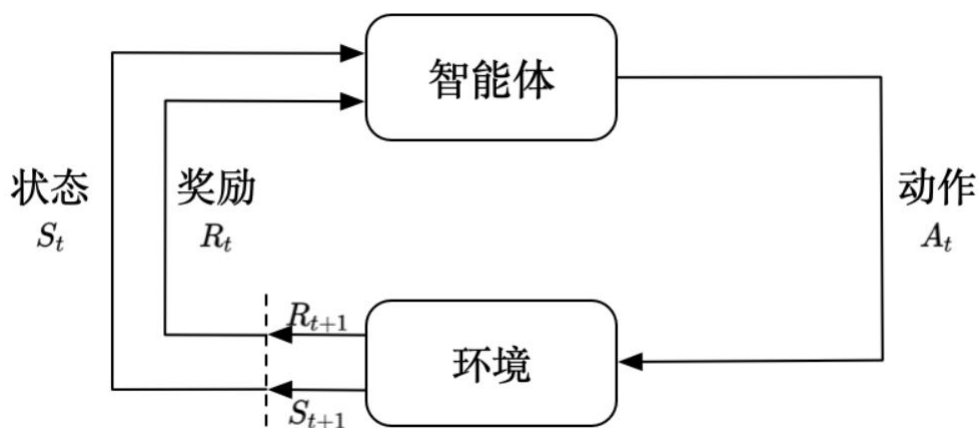 智能体
状态
S_t
奖励
R_t
动作
A_t
R_{t+1}
环境
S_{t+1}